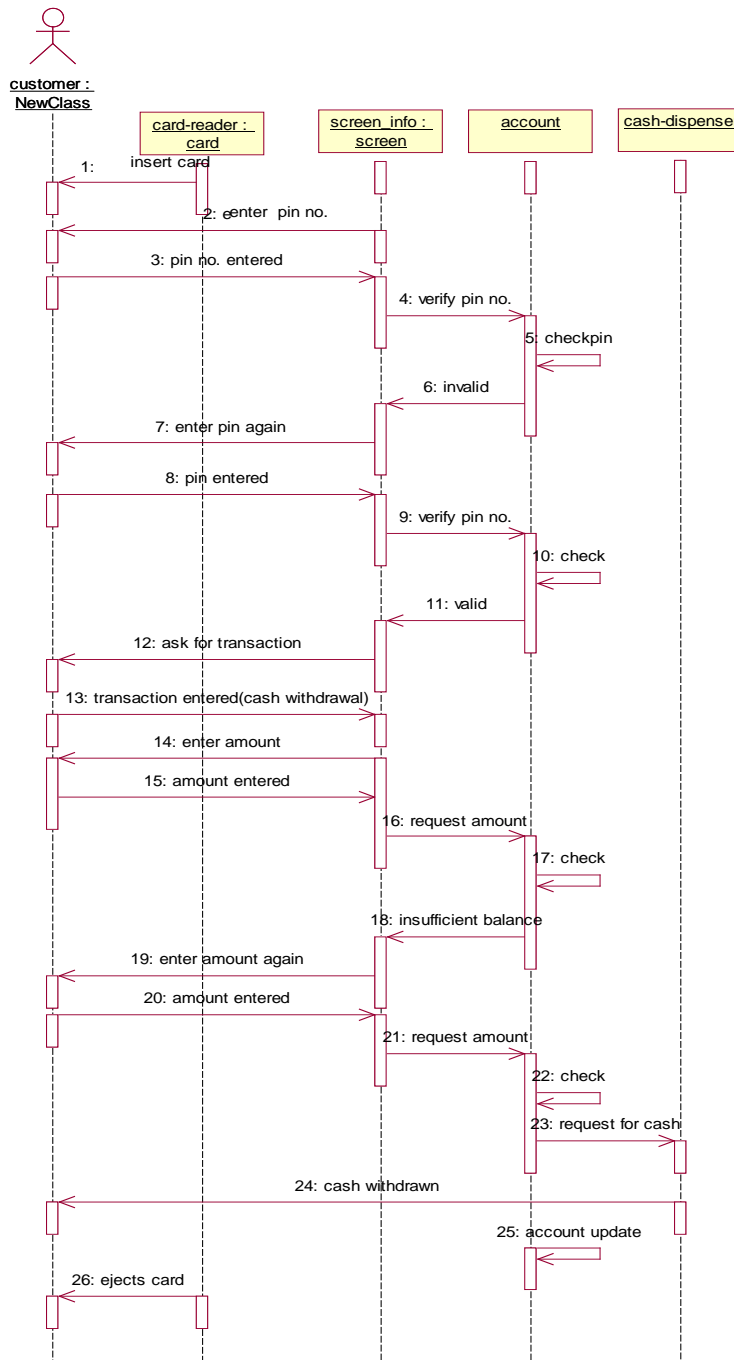 customer :
NewClass
card-reader :
card
screen_info :
screen
account
cash-dispense
1: insert card
2: enter pin no.
3: pin no. entered
4: verify pin no.
5: checkpin
6: invalid
7: enter pin again
8: pin entered
9: verify pin no.
10: check
11: valid
12: ask for transaction
13: transaction entered(cash withdrawal)
14: enter amount
15: amount entered
16: request amount
17: check
18: insufficient balance
19: enter amount again
20: amount entered
21: request amount
22: check
23: request for cash
24: cash withdrawn
25: account update
26: ejects card